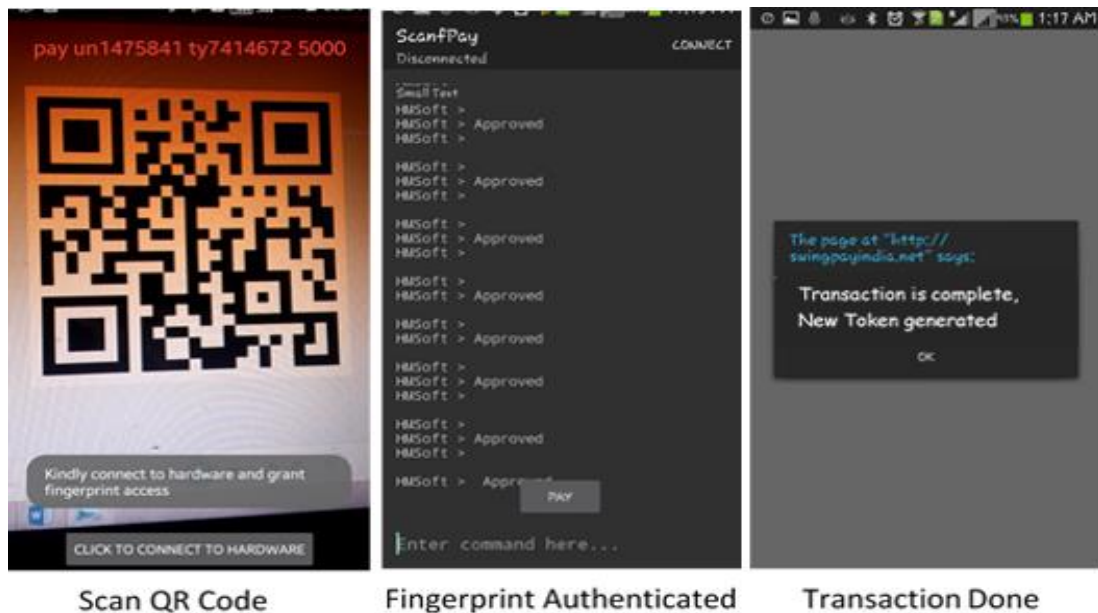 pay un1475841 ty7414672 5000
Kindly connect to hardware and grant
fingerprint access
CLICK TO CONNECT TO HARDWARE
Scan QR Code
ScanfPay
CONNECT
Disconnected
Small Text
HMSoft >
HMSoft > Approved
HMSoft >
HMSoft >
HMSoft > Approved
HMSoft >
HMSoft >
HMSoft > Approved
HMSoft >
HMSoft >
HMSoft > Approved
HMSoft >
HMSoft > Approved
HMSoft >
HMSoft > Approved
HMSoft >
HMSoft >
HMSoft > Approved
HMSoft >
HMSoft > Approved
PAY
Enter command here...
Fingerprint Authenticated
1:17 AM
The page at "http://
swingpayindia.net" says:
Transaction is complete,
New Token generated
OK
Transaction Done